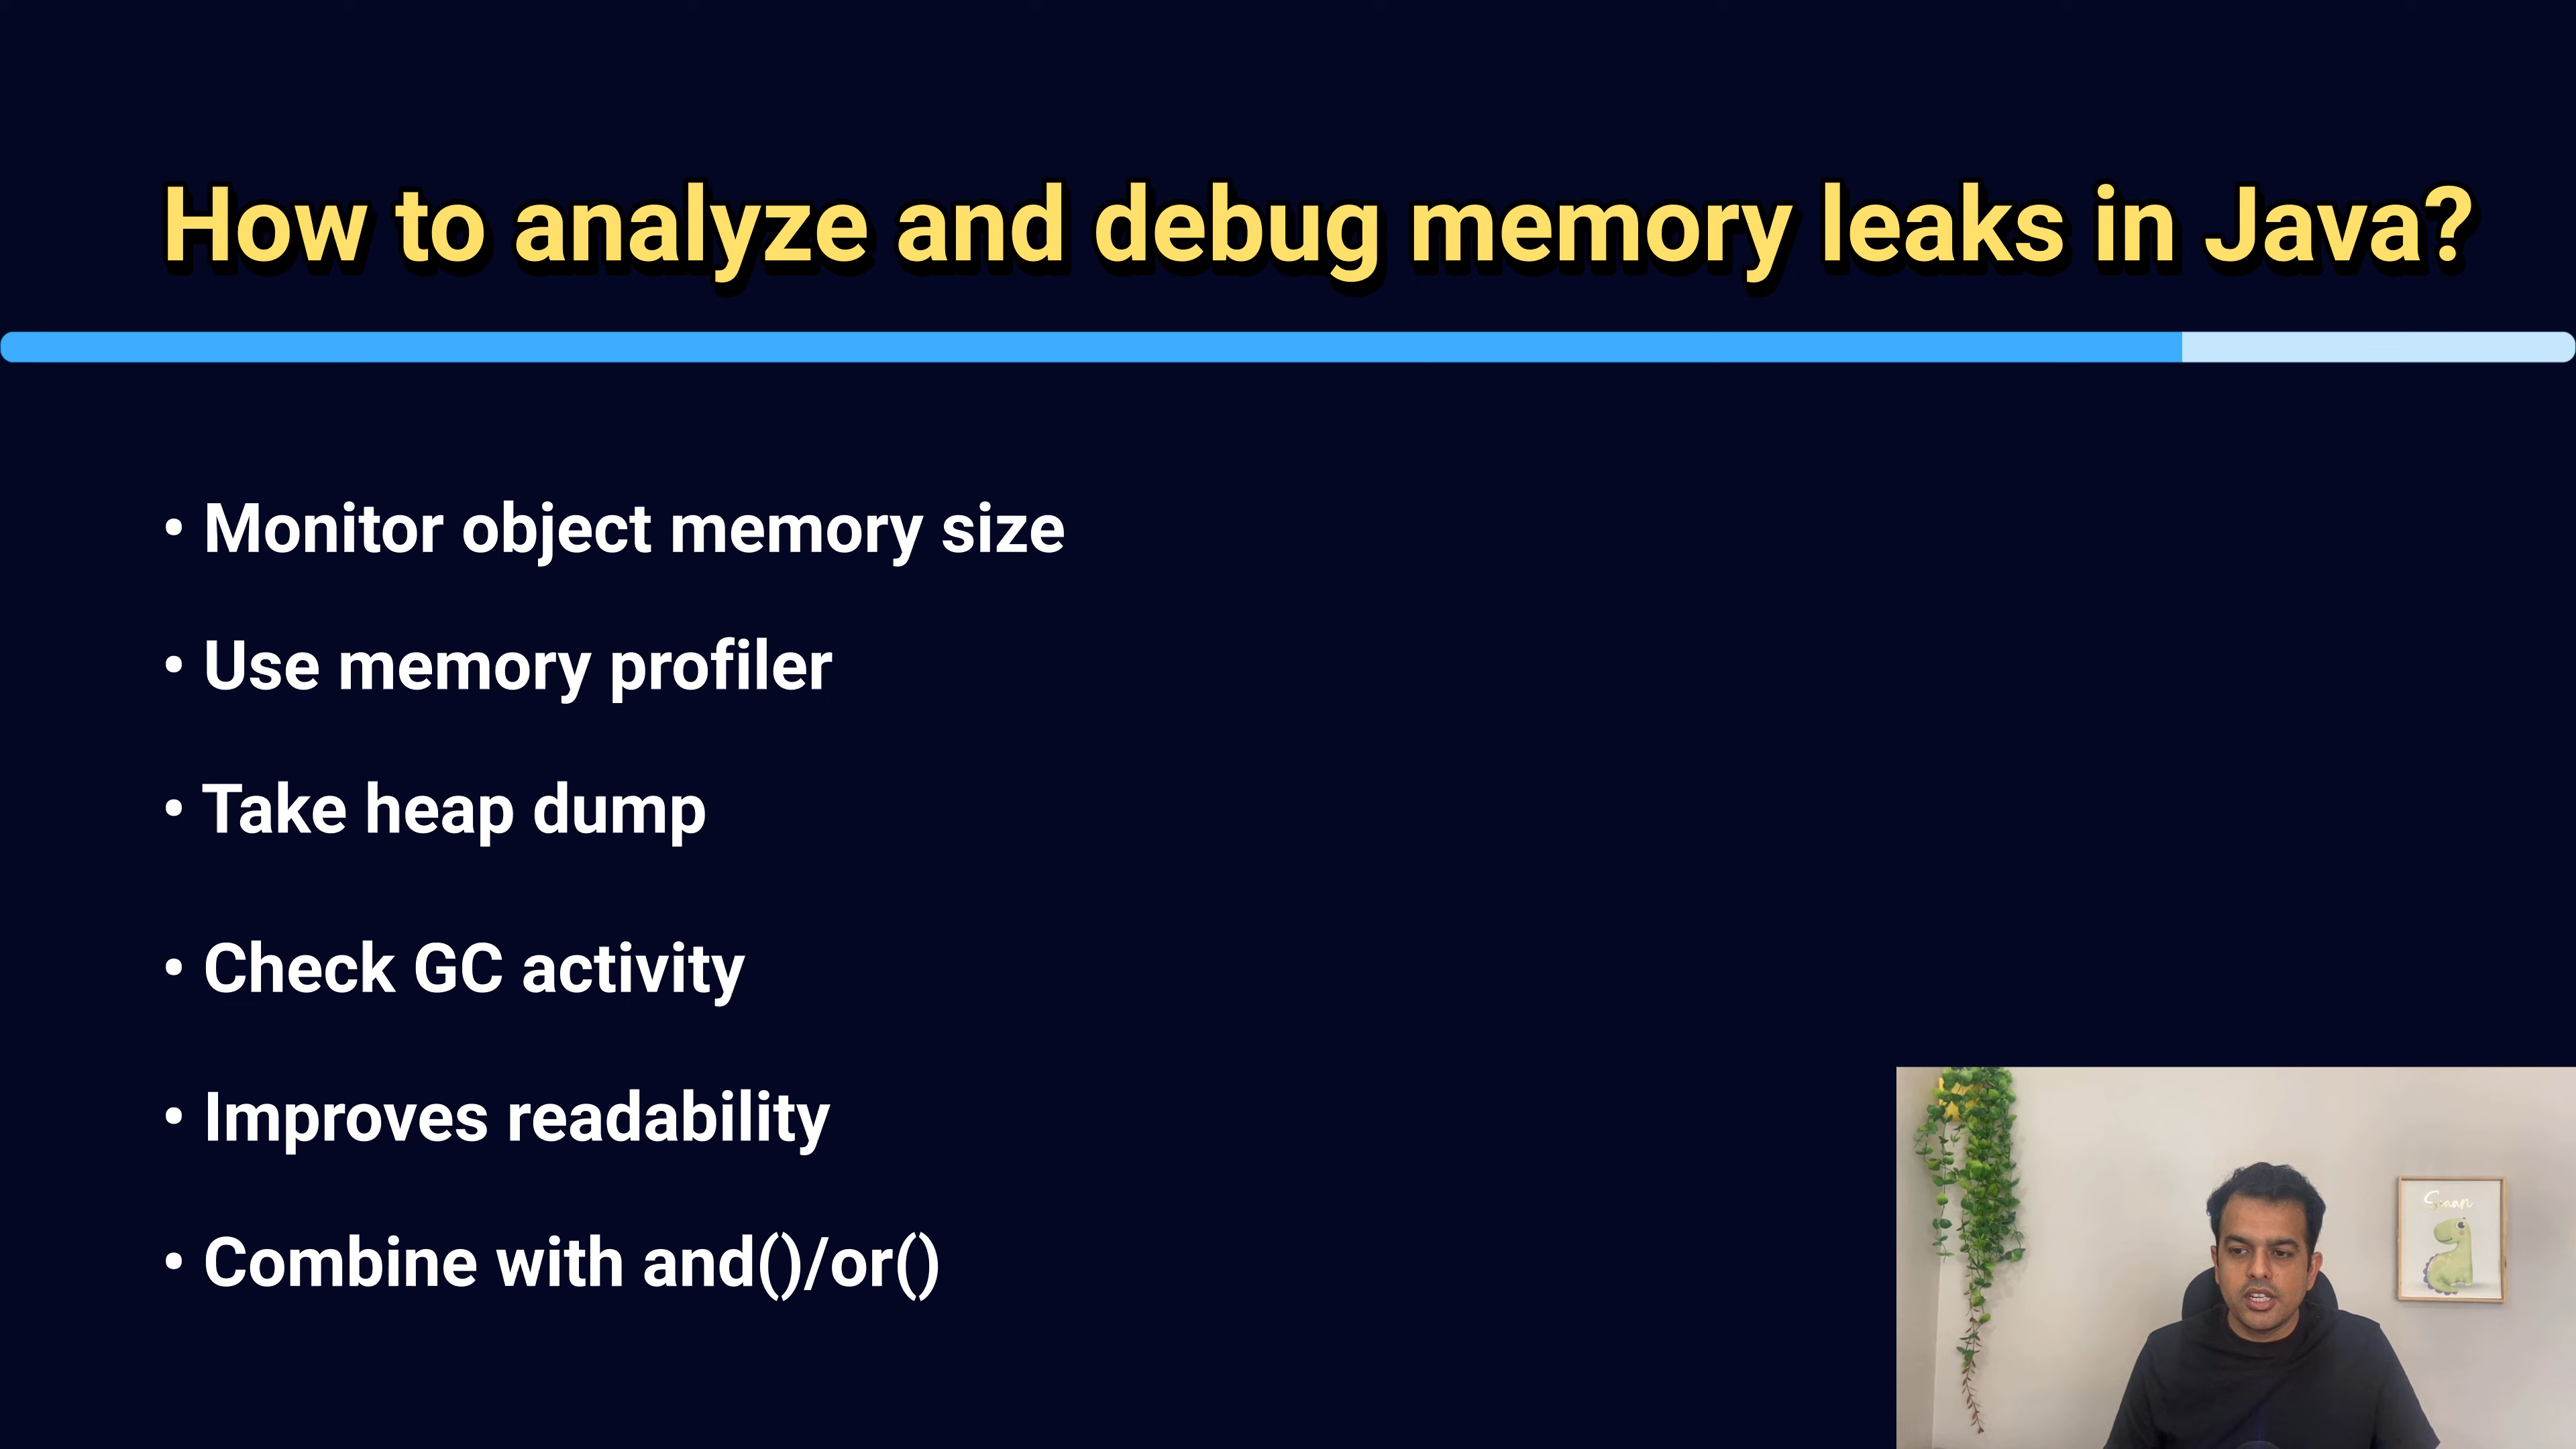 How to analyze and debug memory leaks in Java?
• Monitor object memory size
• Use memory profiler
• Take heap dump
• Check GC activity
• Improves readability
• Combine with and()/or()